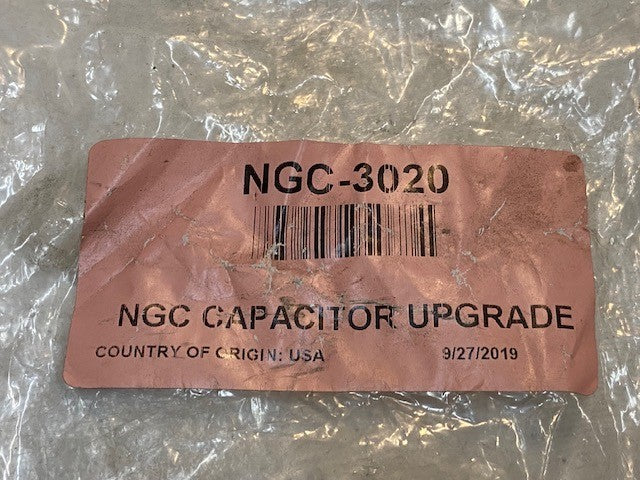 NGC-3020
NGC CAPACITOR UPGRADE
COUNTRY OF ORIGIN: USA 9/27/2019